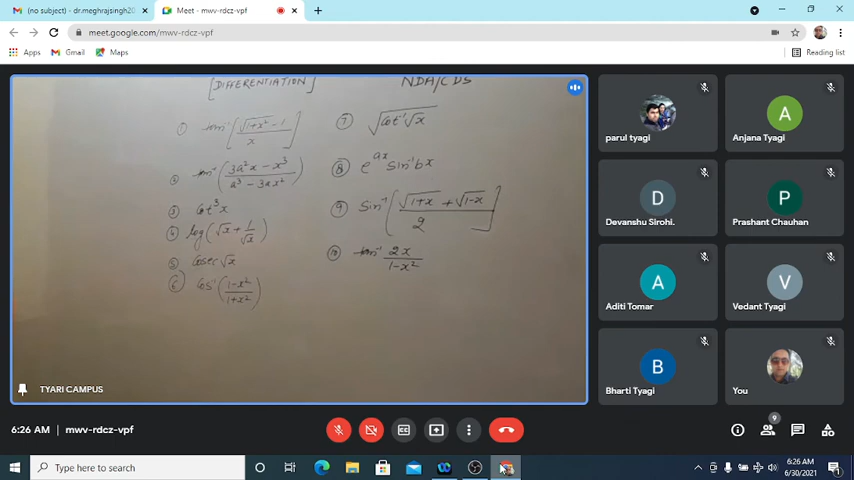 (no subject) - dr.meghrajsingh20
Meet - mwv-rdcz-vpf
meet.google.com/mwv-rdcz-vpf
Apps
Gmail
Maps
Reading list
[DIFFERENTIATION]
NDA/CDS
① tan⁻¹[(√(1+x²) - 1)/x]
② tan⁻¹((3a²x - x³)/(a³ - 3ax²))
③ Cot³x
④ log(√x + 1/√x)
⑤ Cosec √x
⑥ Cos⁻¹((1-x²)/(1+x²))
⑦ √(Cot⁻¹√x)
⑧ e^(ax) Sin⁻¹bx
⑨ Sin⁻¹[(√(1+x) + √(1-x))/2]
⑩ tan⁻¹ 2x/(1-x²)
TYARI CAMPUS
parul tyagi
Anjana Tyagi
A
Devanshu Sirohi.
D
Prashant Chauhan
P
Aditi Tomar
A
Vedant Tyagi
V
Bharti Tyagi
B
You
6:26 AM
mwv-rdcz-vpf
9
Type here to search
6:26 AM
6/30/2021